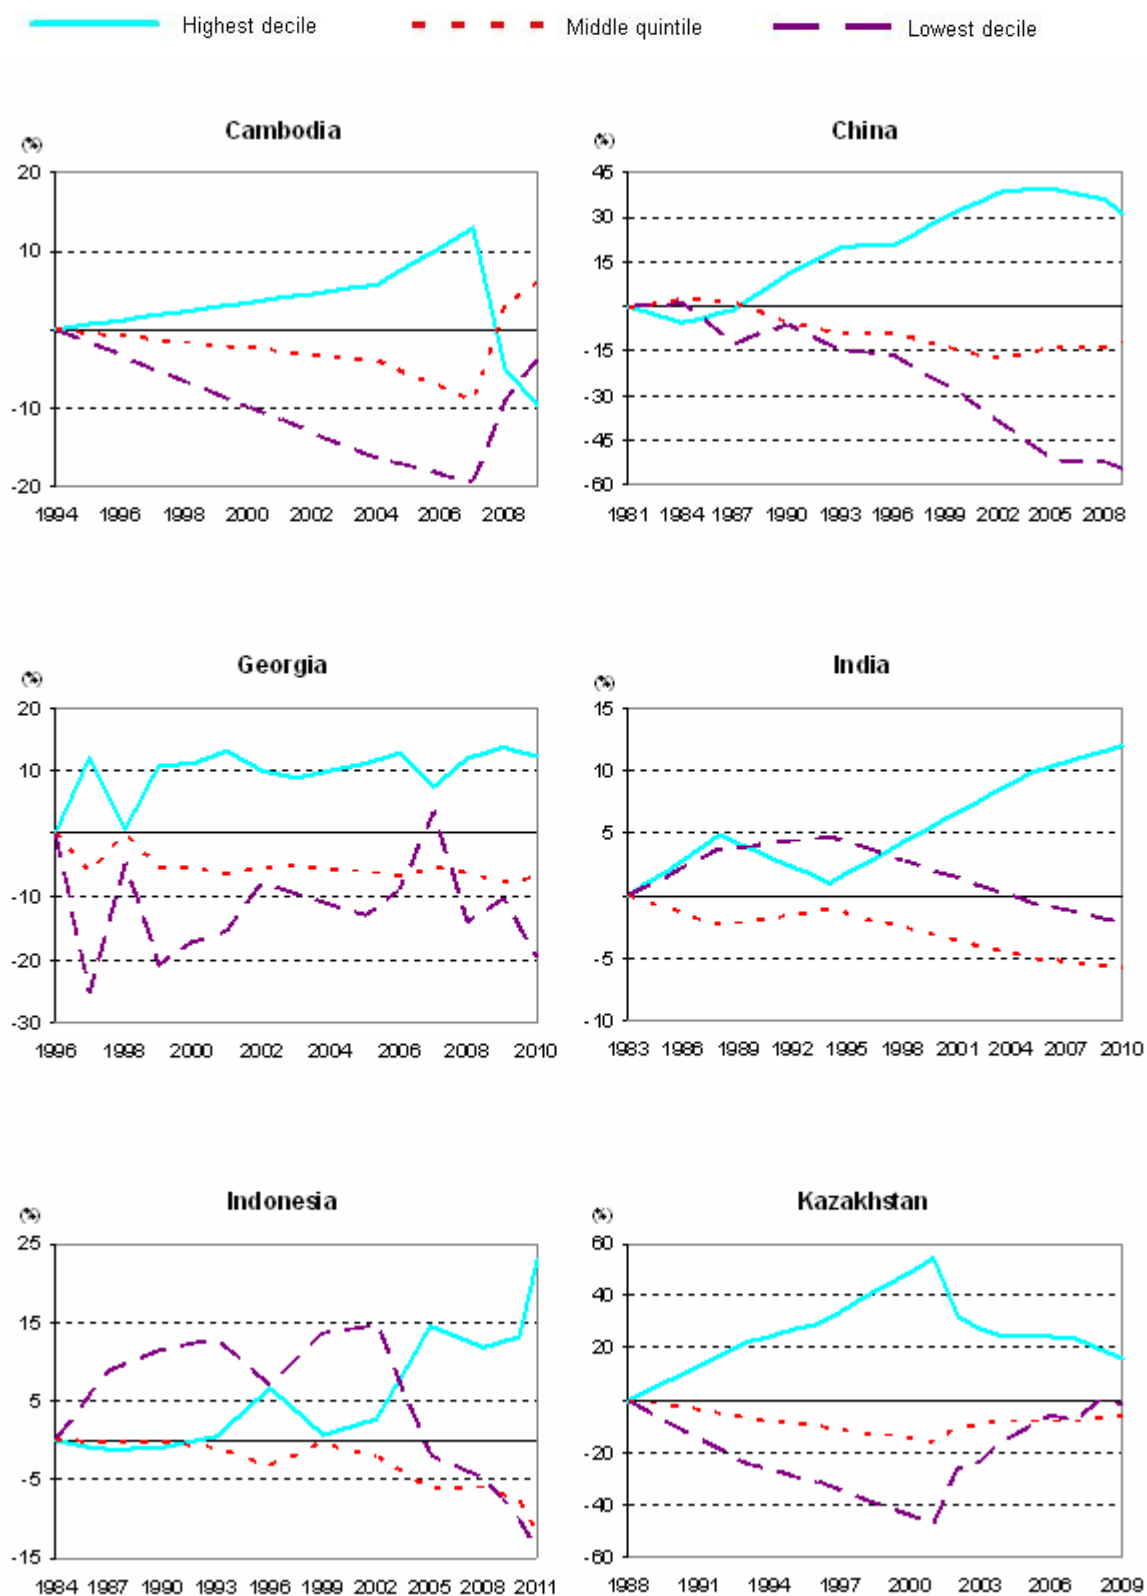 Highest decile Middle quintile Lowest decile
Cambodia China
(%) (%)
20 45
10 30
0 15
-10 0
-20 -15
-30
-45
-60
1994 1996 1998 2000 2002 2004 2006 2008
1981 1984 1987 1990 1993 1996 1999 2002 2005 2008
Georgia India
(%) (%)
20 15
10 10
0 5
-10 0
-20 -5
-30 -10
1996 1998 2000 2002 2004 2006 2008 2010
1983 1986 1989 1992 1995 1998 2001 2004 2007 2010
Indonesia Kazakhstan
(%) (%)
25 60
15 40
5 20
-5 0
-15 -20
-40
-60
1984 1987 1990 1993 1996 1999 2002 2005 2008 2011
1988 1991 1994 1997 2000 2003 2006 2009